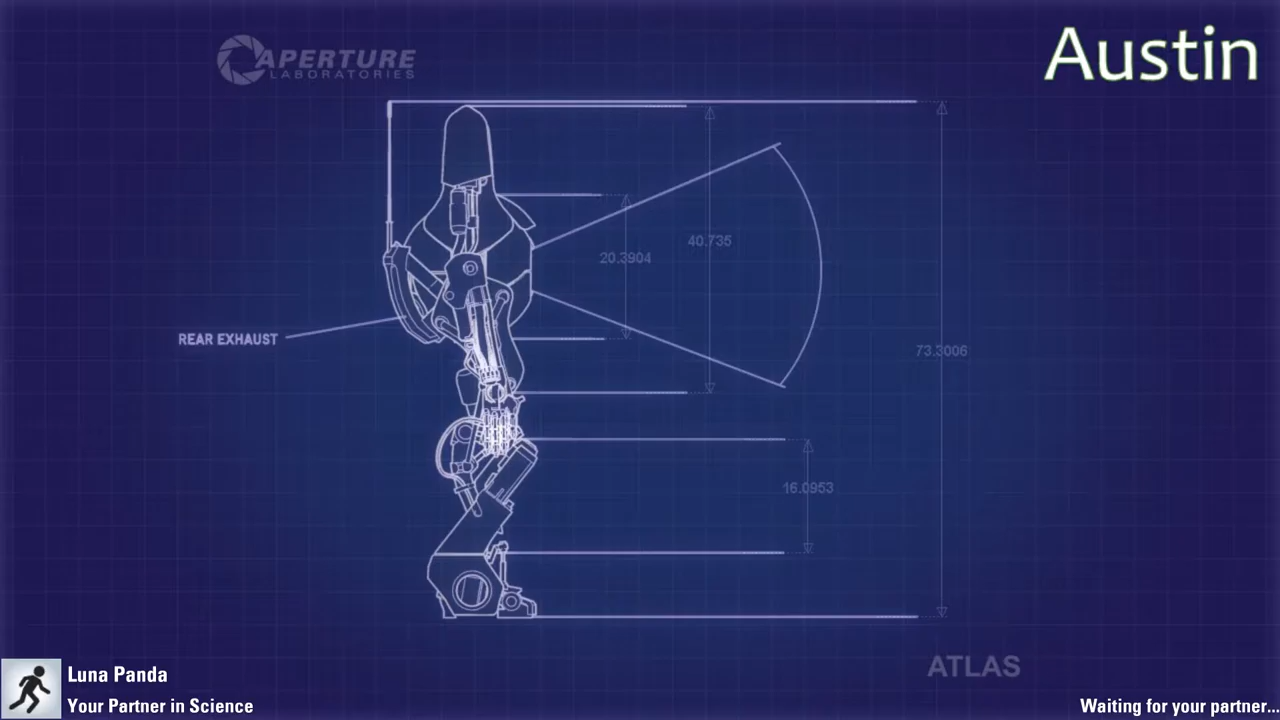 APERTURE
LABORATORIES
Austin
40.735
20.3904
REAR EXHAUST
73.3006
16.0953
ATLAS
Luna Panda
Your Partner in Science
Waiting for your partner...